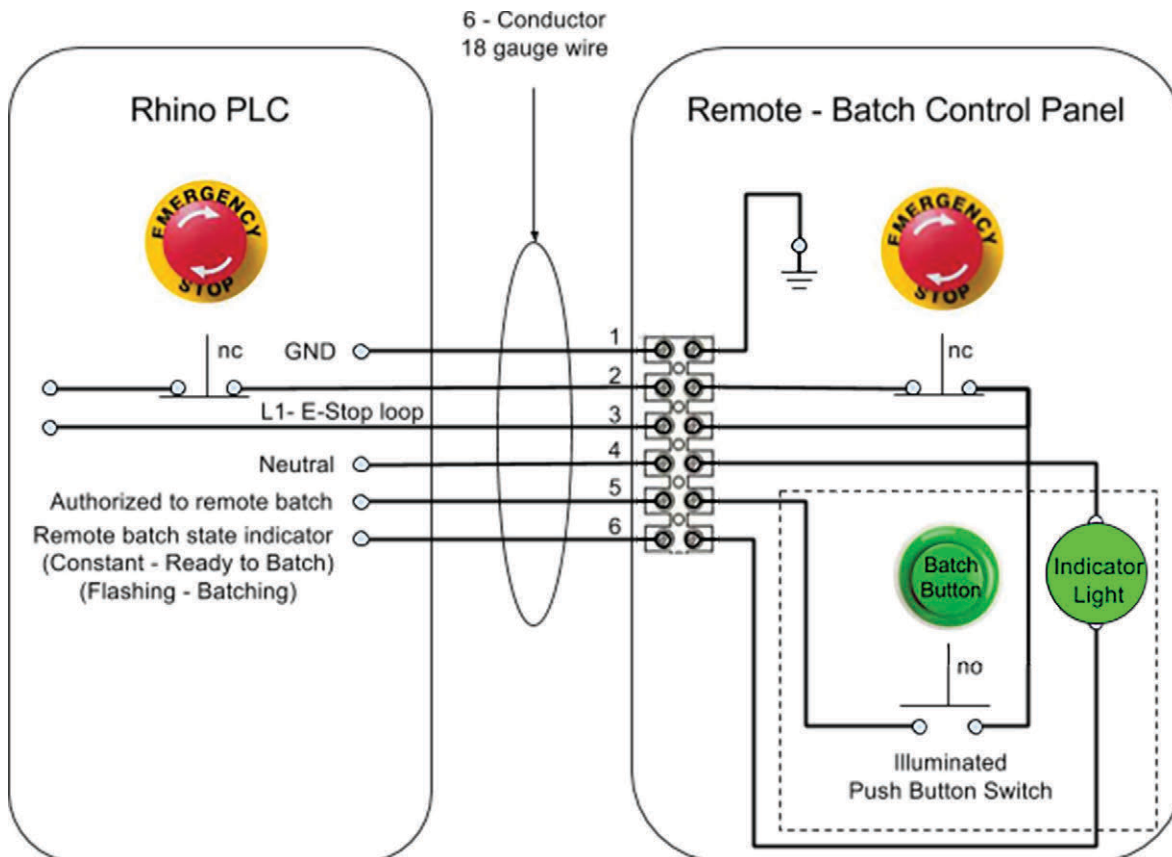 6 - Conductor
18 gauge wire
Rhino PLC
Remote - Batch Control Panel
EMERGENCY
STOP
EMERGENCY
STOP
nc
GND
1
nc
2
L1- E-Stop loop
3
Neutral
4
Authorized to remote batch
5
Remote batch state indicator
6
(Constant - Ready to Batch)
(Flashing - Batching)
Batch
Button
Indicator
Light
no
Illuminated
Push Button Switch